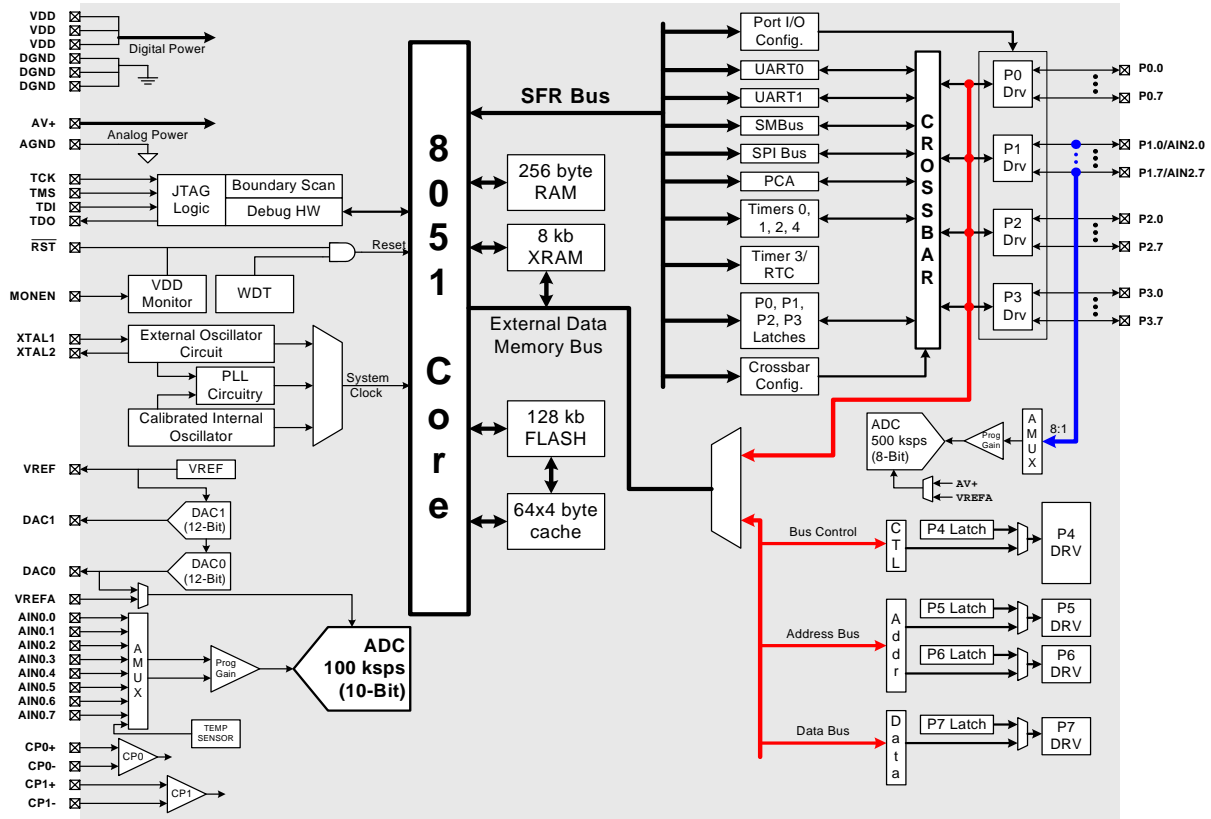 VDD
VDD
VDD
Digital Power
DGND
DGND
DGND
AV+
Analog Power
AGND
TCK
TMS
TDI
TDO
JTAG
Logic
Boundary Scan
Debug HW
RST
Reset
MONEN
VDD
Monitor
WDT
XTAL1
XTAL2
External Oscillator
Circuit
PLL
Circuitry
Calibrated Internal
Oscillator
System
Clock
VREF
VREF
DAC1
DAC1
(12-Bit)
DAC0
DAC0
(12-Bit)
VREFA
AIN0.0
AIN0.1
AIN0.2
AIN0.3
AIN0.4
AIN0.5
AIN0.6
AIN0.7
AMUX
Prog
Gain
ADC
100 ksps
(10-Bit)
TEMP
SENSOR
CP0+
CP0-
CP0
CP1+
CP1-
CP1
8051 Core
SFR Bus
256 byte
RAM
8 kb
XRAM
External Data
Memory Bus
128 kb
FLASH
64x4 byte
cache
Port I/O
Config.
UART0
UART1
SMBus
SPI Bus
PCA
Timers 0,
1, 2, 4
Timer 3/
RTC
P0, P1,
P2, P3
Latches
Crossbar
Config.
CROSSBAR
P0
Drv
P1
Drv
P2
Drv
P3
Drv
P0.0
P0.7
P1.0/AIN2.0
P1.7/AIN2.7
P2.0
P2.7
P3.0
P3.7
ADC
500 ksps
(8-Bit)
Prog
Gain
AMUX
8:1
AV+
VREFA
Bus Control
CTL
P4 Latch
P4
DRV
Address Bus
Addr
P5 Latch
P5
DRV
P6 Latch
P6
DRV
Data Bus
Data
P7 Latch
P7
DRV